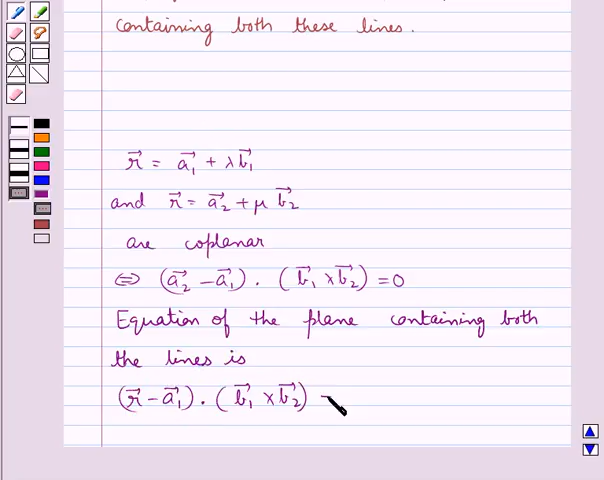 containing both these lines.
r⃗ = a⃗₁ + λb⃗₁
and r⃗ = a⃗₂ + μ b⃗₂
are coplanar
⇔ (a⃗₂ − a⃗₁) . (b⃗₁ × b⃗₂) = 0
Equation of the plane containing both
the lines is
(r⃗ − a⃗₁) . (b⃗₁ × b⃗₂)